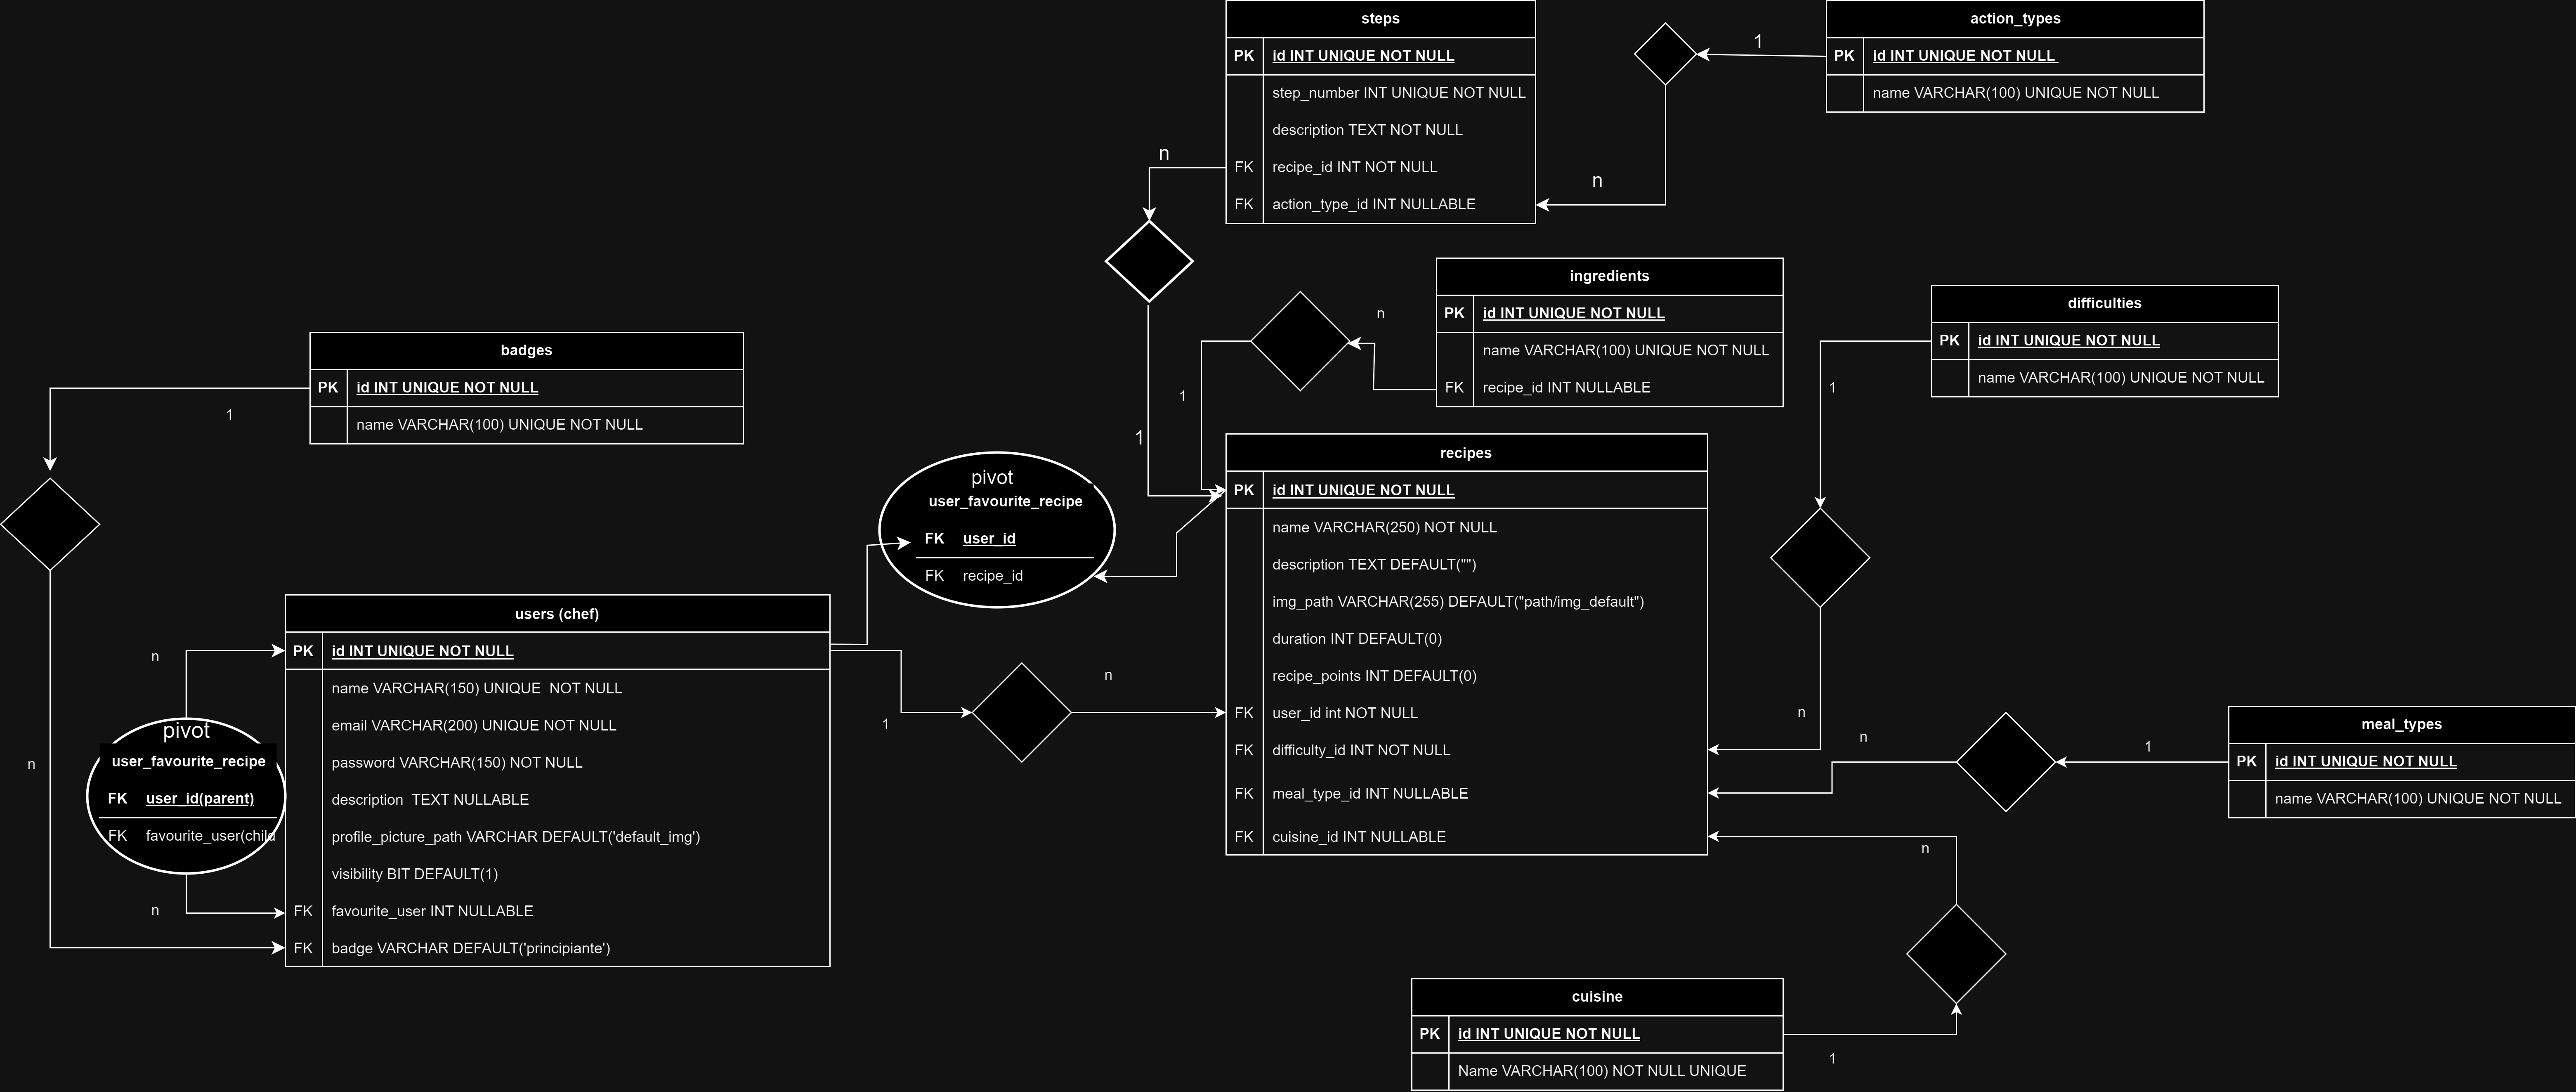 steps
PK id INT UNIQUE NOT NULL
step_number INT UNIQUE NOT NULL
description TEXT NOT NULL
FK recipe_id INT NOT NULL
FK action_type_id INT NULLABLE
action_types
PK id INT UNIQUE NOT NULL
name VARCHAR(100) UNIQUE NOT NULL
1
n
n
1
ingredients
PK id INT UNIQUE NOT NULL
name VARCHAR(100) UNIQUE NOT NULL
FK recipe_id INT NULLABLE
n
1
difficulties
PK id INT UNIQUE NOT NULL
name VARCHAR(100) UNIQUE NOT NULL
1
n
badges
PK id INT UNIQUE NOT NULL
name VARCHAR(100) UNIQUE NOT NULL
1
n
pivot
user_favourite_recipe
FK user_id
FK recipe_id
recipes
PK id INT UNIQUE NOT NULL
name VARCHAR(250) NOT NULL
description TEXT DEFAULT("")
img_path VARCHAR(255) DEFAULT("path/img_default")
duration INT DEFAULT(0)
recipe_points INT DEFAULT(0)
FK user_id int NOT NULL
FK difficulty_id INT NOT NULL
FK meal_type_id INT NULLABLE
FK cuisine_id INT NULLABLE
users (chef)
PK id INT UNIQUE NOT NULL
name VARCHAR(150) UNIQUE  NOT NULL
email VARCHAR(200) UNIQUE NOT NULL
password VARCHAR(150) NOT NULL
description  TEXT NULLABLE
profile_picture_path VARCHAR DEFAULT('default_img')
visibility BIT DEFAULT(1)
FK favourite_user INT NULLABLE
FK badge VARCHAR DEFAULT('principiante')
1
n
n
pivot
user_favourite_recipe
FK user_id(parent)
FK favourite_user(child
n
meal_types
PK id INT UNIQUE NOT NULL
name VARCHAR(100) UNIQUE NOT NULL
1
n
cuisine
PK id INT UNIQUE NOT NULL
Name VARCHAR(100) NOT NULL UNIQUE
1
n